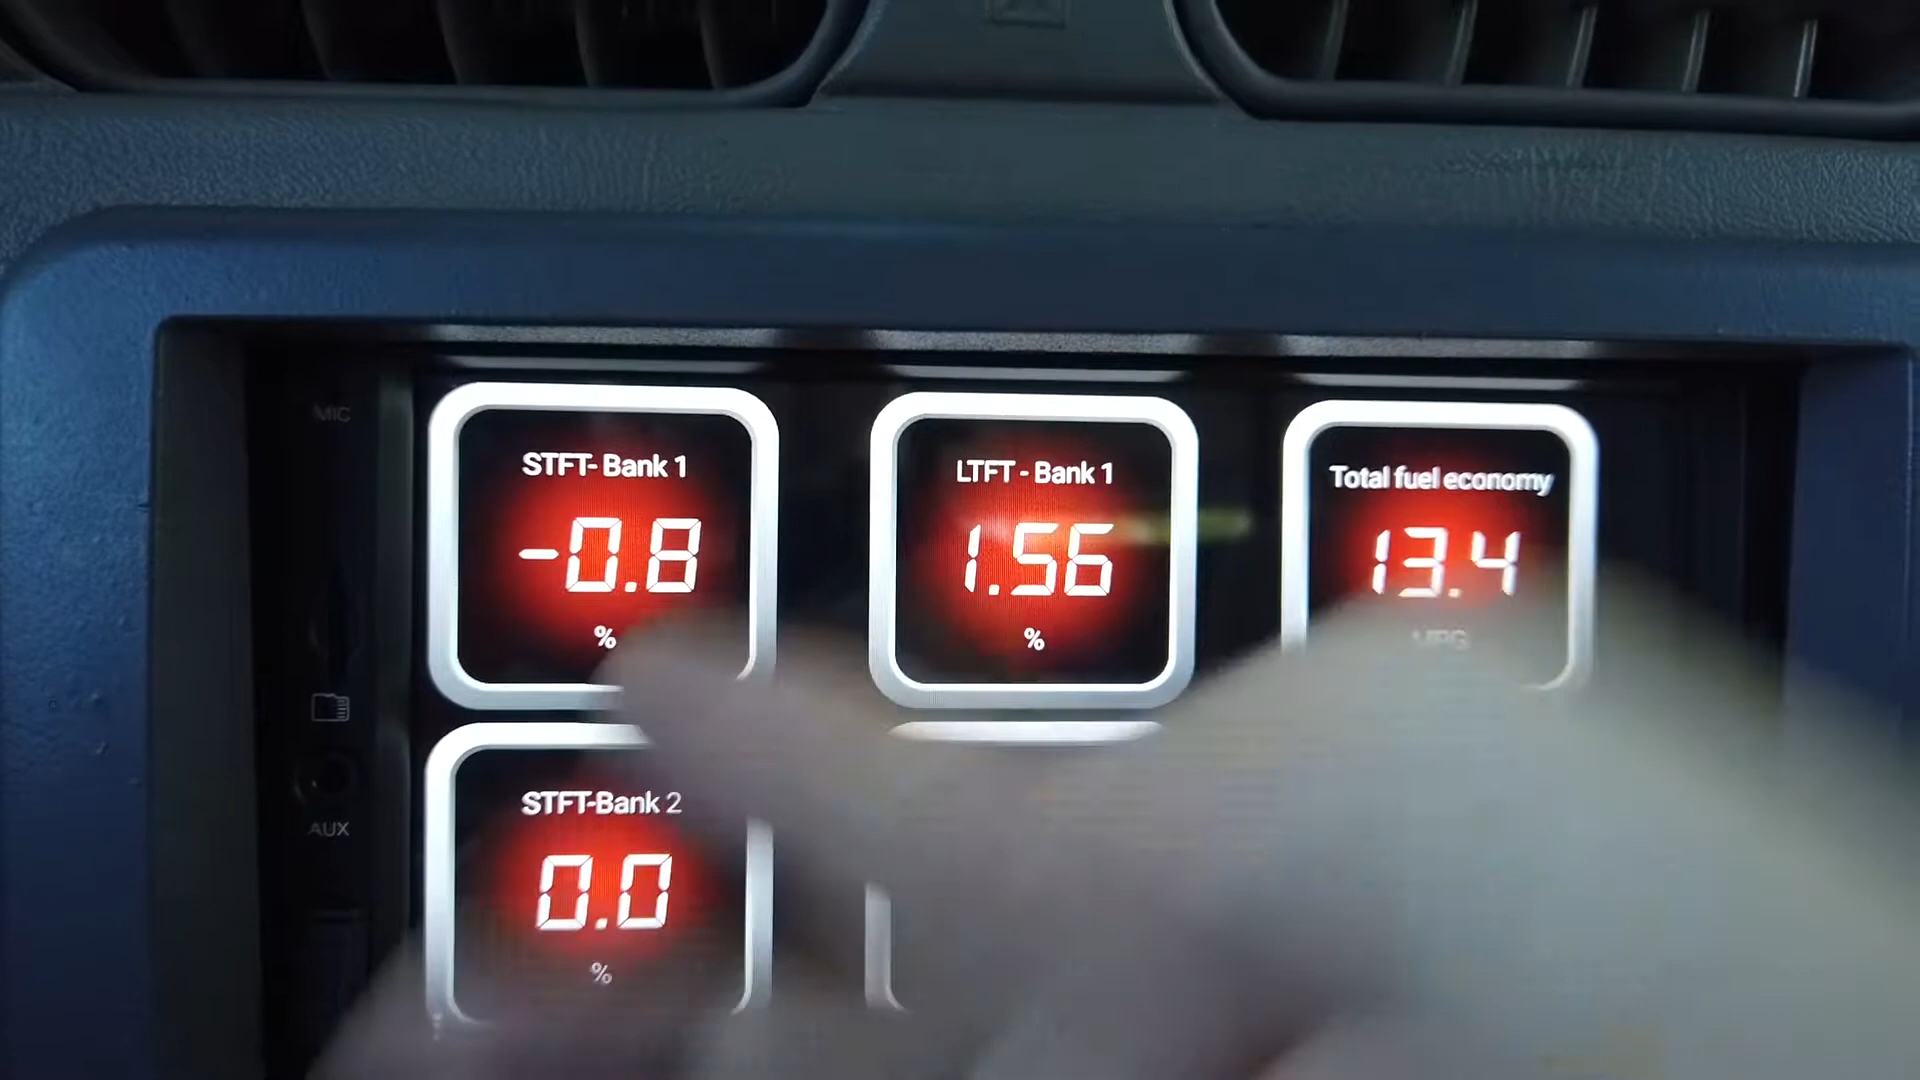 MIC
STFT- Bank 1
-0.8
%
LTFT - Bank 1
1.56
%
Total fuel economy
13.4
MPG
AUX
STFT-Bank 2
0.0
%